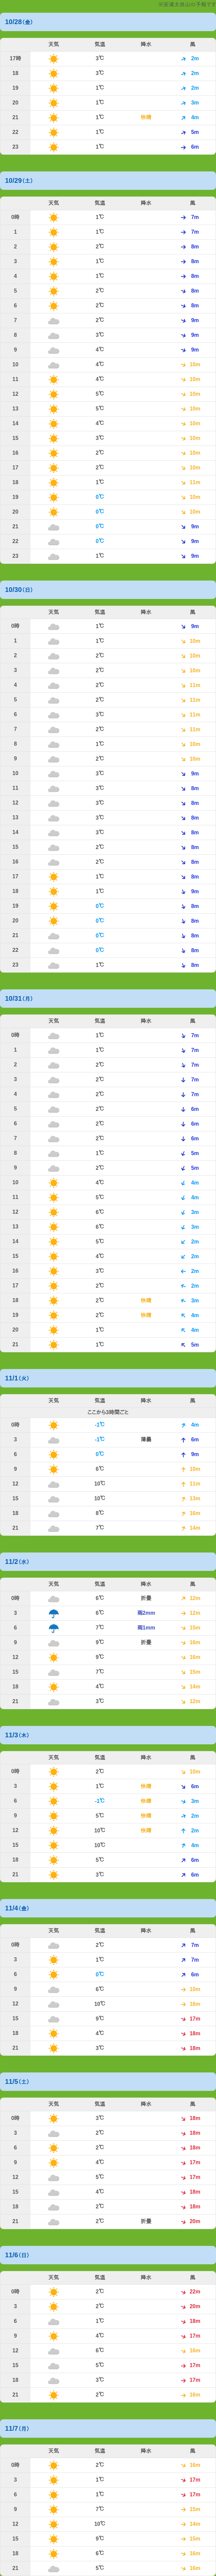 ※安達太良山の予報です
10/28(金)
天気 気温 降水 風
17時 3℃ 2m
18 3℃ 2m
19 1℃ 2m
20 1℃ 3m
21 1℃ 快晴 4m
22 1℃ 5m
23 1℃ 6m
10/29(土)
天気 気温 降水 風
0時 1℃ 7m
1 1℃ 7m
2 2℃ 8m
3 1℃ 8m
4 1℃ 8m
5 2℃ 8m
6 2℃ 8m
7 2℃ 9m
8 3℃ 9m
9 4℃ 9m
10 4℃ 10m
11 4℃ 10m
12 5℃ 10m
13 5℃ 10m
14 4℃ 10m
15 3℃ 10m
16 2℃ 10m
17 2℃ 10m
18 1℃ 11m
19 0℃ 10m
20 0℃ 10m
21 0℃ 9m
22 0℃ 9m
23 1℃ 9m
10/30(日)
天気 気温 降水 風
0時 1℃ 9m
1 1℃ 10m
2 2℃ 10m
3 2℃ 10m
4 2℃ 11m
5 2℃ 11m
6 3℃ 11m
7 2℃ 11m
8 1℃ 10m
9 2℃ 10m
10 3℃ 9m
11 3℃ 8m
12 3℃ 8m
13 3℃ 8m
14 3℃ 8m
15 2℃ 8m
16 2℃ 8m
17 1℃ 8m
18 1℃ 9m
19 0℃ 8m
20 0℃ 8m
21 0℃ 8m
22 0℃ 8m
23 1℃ 8m
10/31(月)
天気 気温 降水 風
0時 1℃ 7m
1 1℃ 7m
2 2℃ 7m
3 2℃ 7m
4 2℃ 7m
5 2℃ 6m
6 2℃ 6m
7 2℃ 6m
8 1℃ 5m
9 2℃ 5m
10 4℃ 4m
11 5℃ 4m
12 6℃ 3m
13 6℃ 3m
14 5℃ 2m
15 4℃ 2m
16 3℃ 2m
17 2℃ 2m
18 2℃ 快晴 3m
19 2℃ 快晴 4m
20 1℃ 4m
21 1℃ 5m
11/1(火)
天気 気温 降水 風
ここから3時間ごと
0時 -1℃ 4m
3 -1℃ 薄曇 6m
6 0℃ 9m
9 6℃ 10m
12 10℃ 11m
15 10℃ 13m
18 8℃ 16m
21 7℃ 14m
11/2(水)
天気 気温 降水 風
0時 6℃ 12m
3 6℃ 雨2mm 12m
6 7℃ 雨1mm 15m
9 9℃ 16m
12 9℃ 16m
15 7℃ 15m
18 4℃ 14m
21 3℃ 12m
11/3(木)
天気 気温 降水 風
0時 2℃ 10m
3 1℃ 快晴 6m
6 -1℃ 快晴 3m
9 5℃ 快晴 2m
12 10℃ 快晴 2m
15 10℃ 4m
18 5℃ 6m
21 3℃ 6m
11/4(金)
天気 気温 降水 風
0時 2℃ 7m
3 1℃ 7m
6 0℃ 6m
9 6℃ 10m
12 10℃ 16m
15 9℃ 17m
18 4℃ 18m
21 3℃ 18m
11/5(土)
天気 気温 降水 風
0時 3℃ 18m
3 2℃ 18m
6 2℃ 18m
9 4℃ 17m
12 5℃ 17m
15 4℃ 18m
18 2℃ 18m
21 2℃ 20m
11/6(日)
天気 気温 降水 風
0時 2℃ 22m
3 2℃ 20m
6 1℃ 18m
9 4℃ 17m
12 6℃ 16m
15 5℃ 17m
18 3℃ 17m
21 2℃ 16m
11/7(月)
天気 気温 降水 風
0時 2℃ 16m
3 1℃ 17m
6 1℃ 17m
9 7℃ 15m
12 10℃ 14m
15 9℃ 15m
18 6℃ 16m
21 5℃ 16m